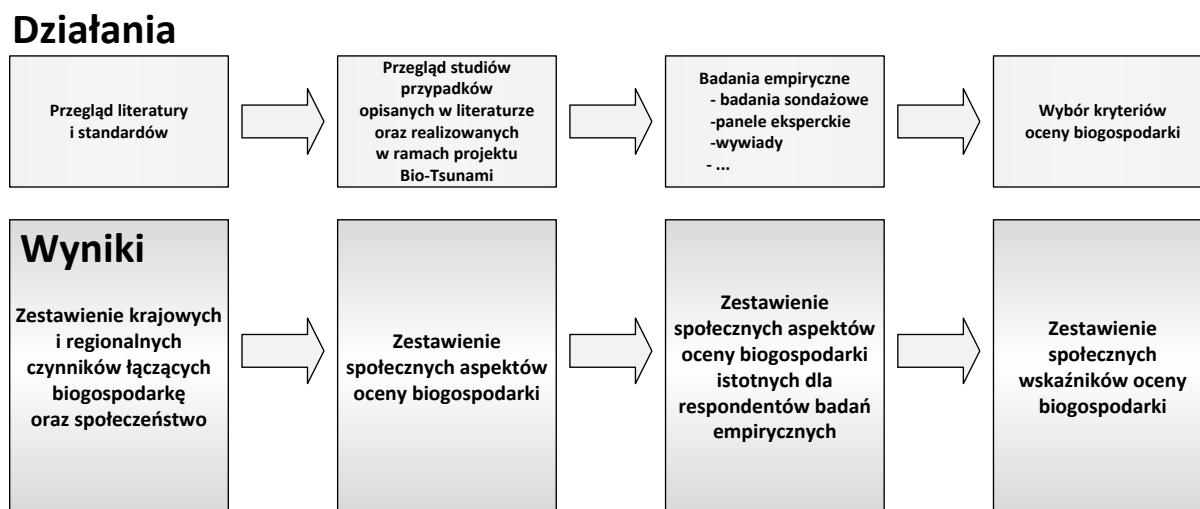 Działania
Przegląd literatury
i standardów
Przegląd studiów
przypadków
opisanych w literaturze
oraz realizowanych
w ramach projektu
Bio-Tsunami
Badania empiryczne
- badania sondażowe
-panele eksperckie
-wywiady
- ...
Wybór kryteriów
oceny biogospodarki
Wyniki
Zestawienie krajowych
i regionalnych
czynników łączących
biogospodarkę
oraz społeczeństwo
Zestawienie
społecznych aspektów
oceny biogospodarki
Zestawienie
społecznych aspektów
oceny biogospodarki
istotnych dla
respondentów badań
empirycznych
Zestawienie
społecznych
wskaźników oceny
biogospodarki